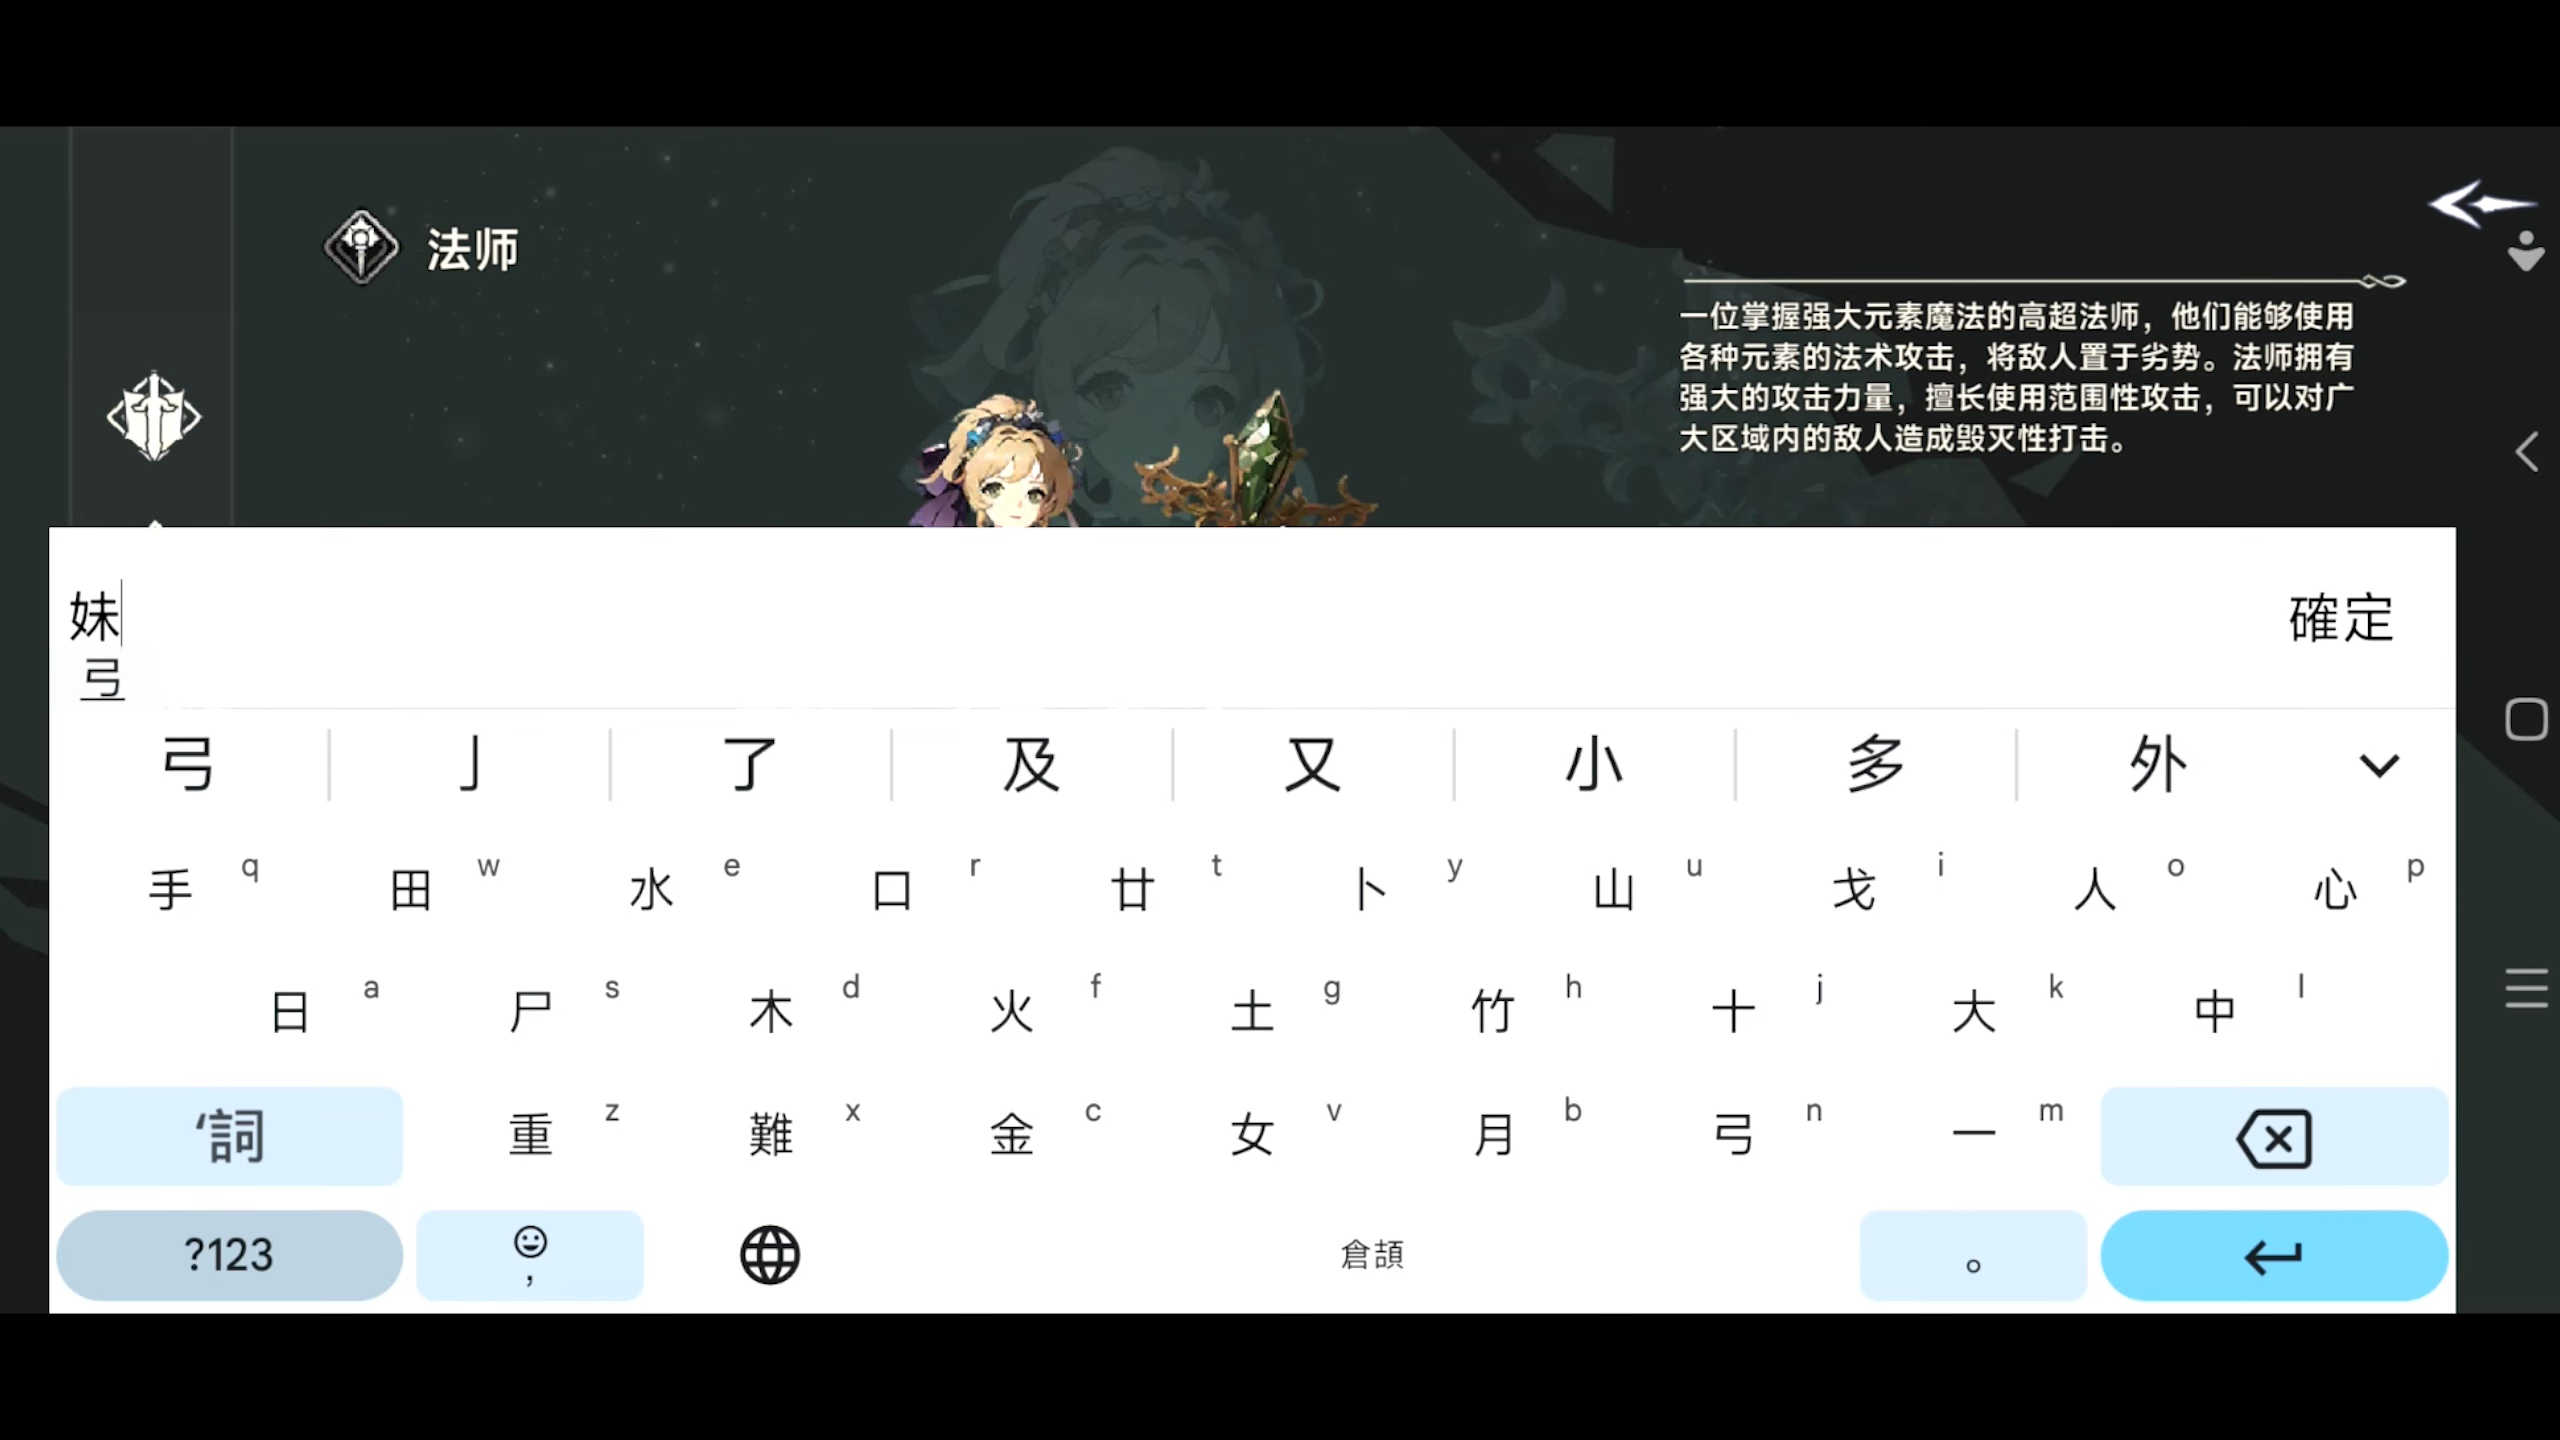 法师
一位掌握强大元素魔法的高超法师，他们能够使用
各种元素的法术攻击，将敌人置于劣势。法师拥有
强大的攻击力量，擅长使用范围性攻击，可以对广
大区域内的敌人造成毁灭性打击。
妹 確定
弓
弓 亅 了 及 又 小 多 外
手 q 田 w 水 e 口 r 廿 t 卜 y 山 u 戈 i 人 o 心 p
日 a 尸 s 木 d 火 f 土 g 竹 h 十 j 大 k 中 l
‘詞 重 z 難 x 金 c 女 v 月 b 弓 n 一 m
?123 , 倉頡 。